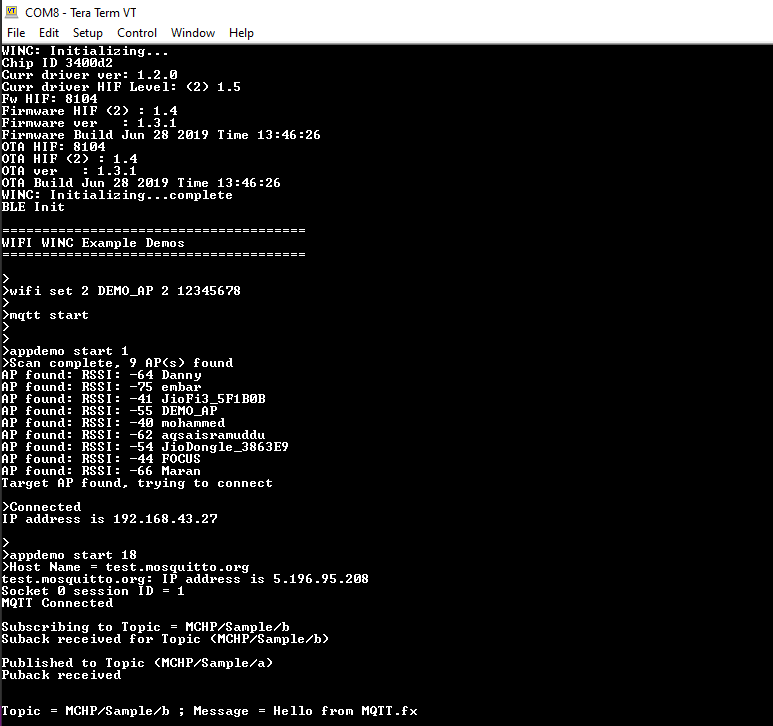 COM8 - Tera Term VT
File Edit Setup Control Window Help
WINC: Initializing...
Chip ID 3400d2
Curr driver ver: 1.2.0
Curr driver HIF Level: (2) 1.5
Fw HIF: 8104
Firmware HIF (2) : 1.4
Firmware ver   : 1.3.1
Firmware Build Jun 28 2019 Time 13:46:26
OTA HIF: 8104
OTA HIF (2) : 1.4
OTA ver   : 1.3.1
OTA Build Jun 28 2019 Time 13:46:26
WINC: Initializing...complete
BLE Init
======================================
WIFI WINC Example Demos
======================================
>
>wifi set 2 DEMO_AP 2 12345678
>
>mqtt start
>
>
>appdemo start 1
>Scan complete, 9 AP(s) found
AP found: RSSI: -64 Danny
AP found: RSSI: -75 embar
AP found: RSSI: -41 JioFi3_5F1B0B
AP found: RSSI: -55 DEMO_AP
AP found: RSSI: -40 mohammed
AP found: RSSI: -62 aqsaisramuddu
AP found: RSSI: -54 JioDongle_3863E9
AP found: RSSI: -44 FOCUS
AP found: RSSI: -66 Maran
Target AP found, trying to connect
>Connected
IP address is 192.168.43.27
>
>appdemo start 18
>Host Name = test.mosquitto.org
test.mosquitto.org: IP address is 5.196.95.208
Socket 0 session ID = 1
MQTT Connected
Subscribing to Topic = MCHP/Sample/b
Suback received for Topic (MCHP/Sample/b)
Published to Topic (MCHP/Sample/a)
Puback received
Topic = MCHP/Sample/b ; Message = Hello from MQTT.fx